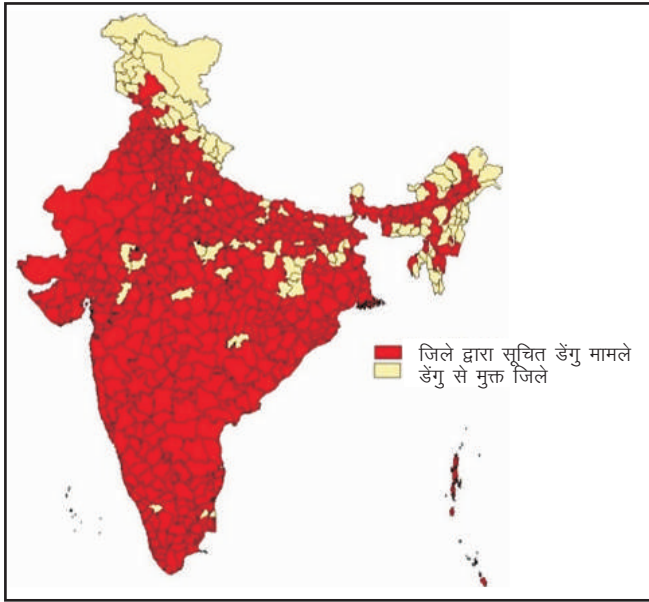 जिले द्वारा सूचित डेंगु मामले
डेंगु से मुक्त जिले